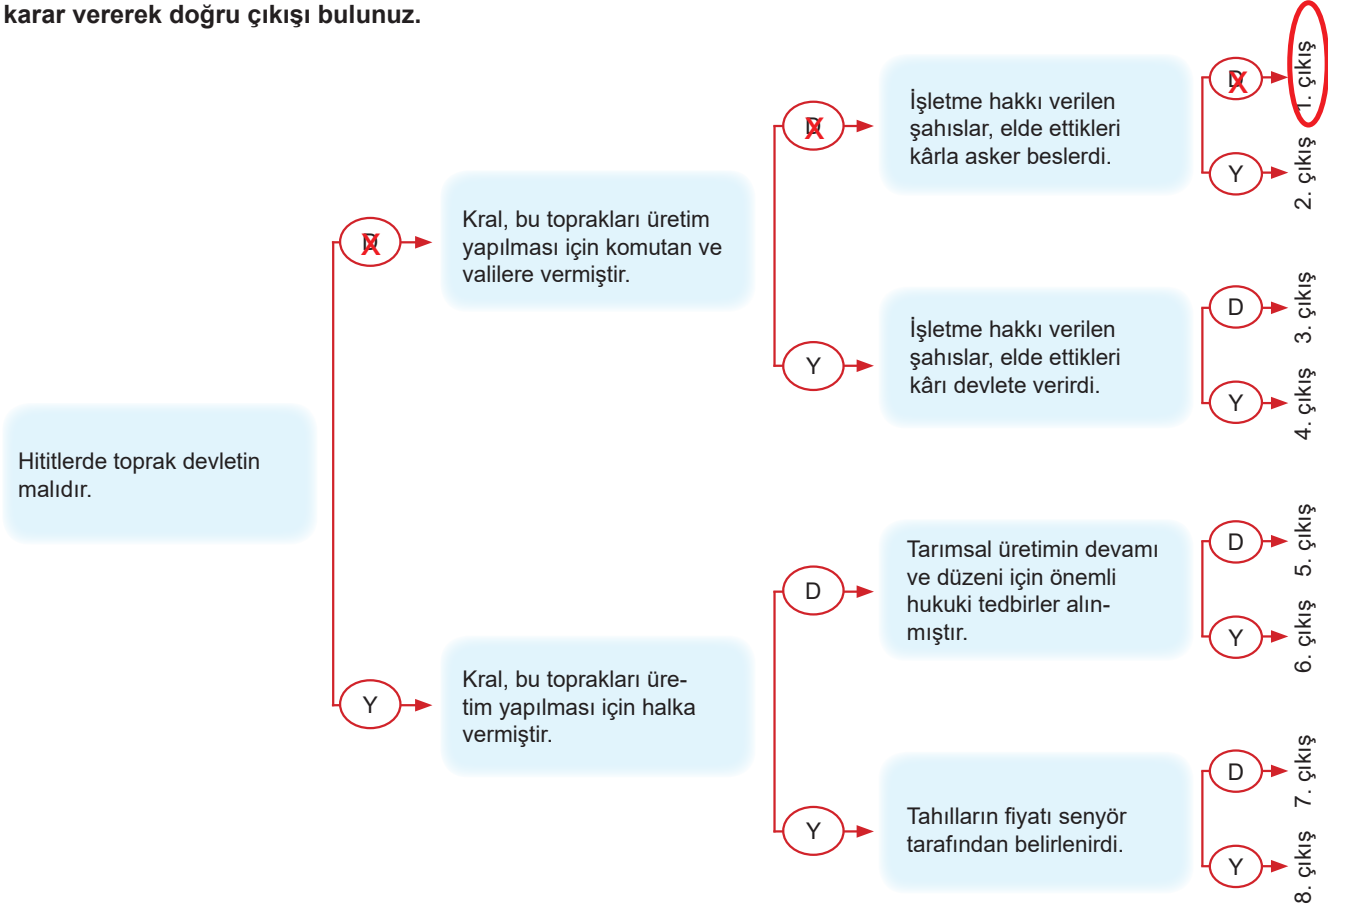 karar vererek doğru çıkışı bulunuz.
Hititlerde toprak devletin
malıdır.
D
X
Kral, bu toprakları üretim
yapılması için komutan ve
valilere vermiştir.
Y
Kral, bu toprakları üre-
tim yapılması için halka
vermiştir.
D
X
İşletme hakkı verilen
şahıslar, elde ettikleri
kârla asker beslerdi.
Y
İşletme hakkı verilen
şahıslar, elde ettikleri
kârı devlete verirdi.
D
Tarımsal üretimin devamı
ve düzeni için önemli
hukuki tedbirler alın-
mıştır.
Y
Tahılların fiyatı senyör
tarafından belirlenirdi.
D
X
1. çıkış
Y
2. çıkış
D
3. çıkış
Y
4. çıkış
D
5. çıkış
Y
6. çıkış
D
7. çıkış
Y
8. çıkış